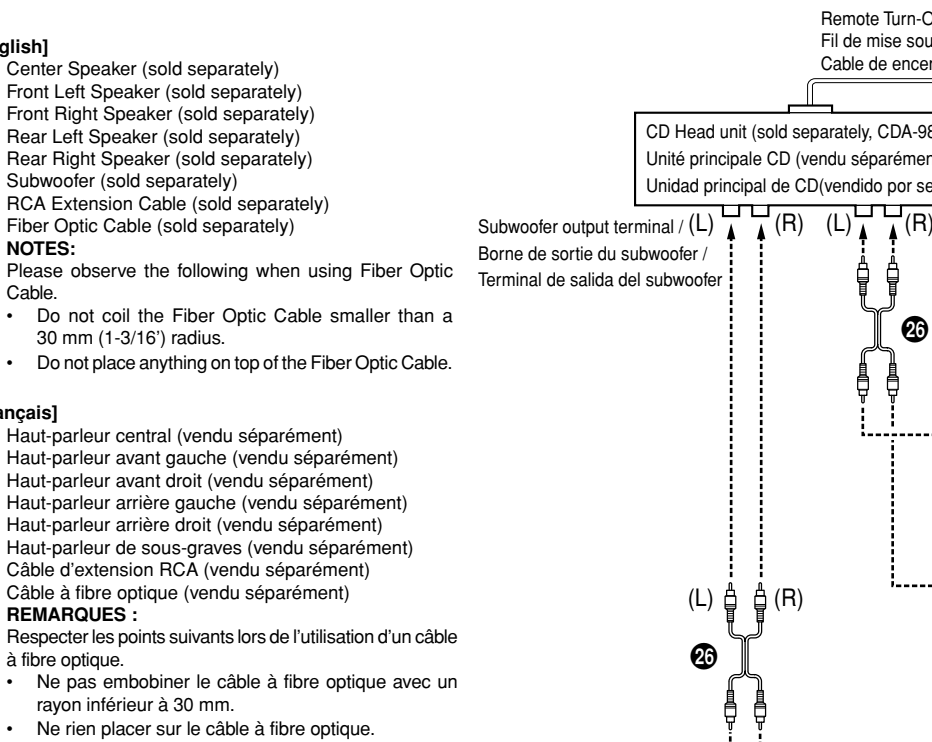 glish]
Center Speaker (sold separately)
Front Left Speaker (sold separately)
Front Right Speaker (sold separately)
Rear Left Speaker (sold separately)
Rear Right Speaker (sold separately)
Subwoofer (sold separately)
RCA Extension Cable (sold separately)
Fiber Optic Cable (sold separately)
NOTES:
Please observe the following when using Fiber Optic
Cable.
• Do not coil the Fiber Optic Cable smaller than a
30 mm (1-3/16') radius.
• Do not place anything on top of the Fiber Optic Cable.
ançais]
Haut-parleur central (vendu séparément)
Haut-parleur avant gauche (vendu séparément)
Haut-parleur avant droit (vendu séparément)
Haut-parleur arrière gauche (vendu séparément)
Haut-parleur arrière droit (vendu séparément)
Haut-parleur de sous-graves (vendu séparément)
Câble d'extension RCA (vendu séparément)
Câble à fibre optique (vendu séparément)
REMARQUES :
Respecter les points suivants lors de l'utilisation d'un câble
à fibre optique.
• Ne pas embobiner le câble à fibre optique avec un
rayon inférieur à 30 mm.
• Ne rien placer sur le câble à fibre optique.
Remote Turn-O
Fil de mise sou
Cable de encen
CD Head unit (sold separately, CDA-98
Unité principale CD (vendu séparémen
Unidad principal de CD(vendido por se
Subwoofer output terminal / (L) (R) (L) (R)
Borne de sortie du subwoofer /
Terminal de salida del subwoofer
26
(L) (R)
26